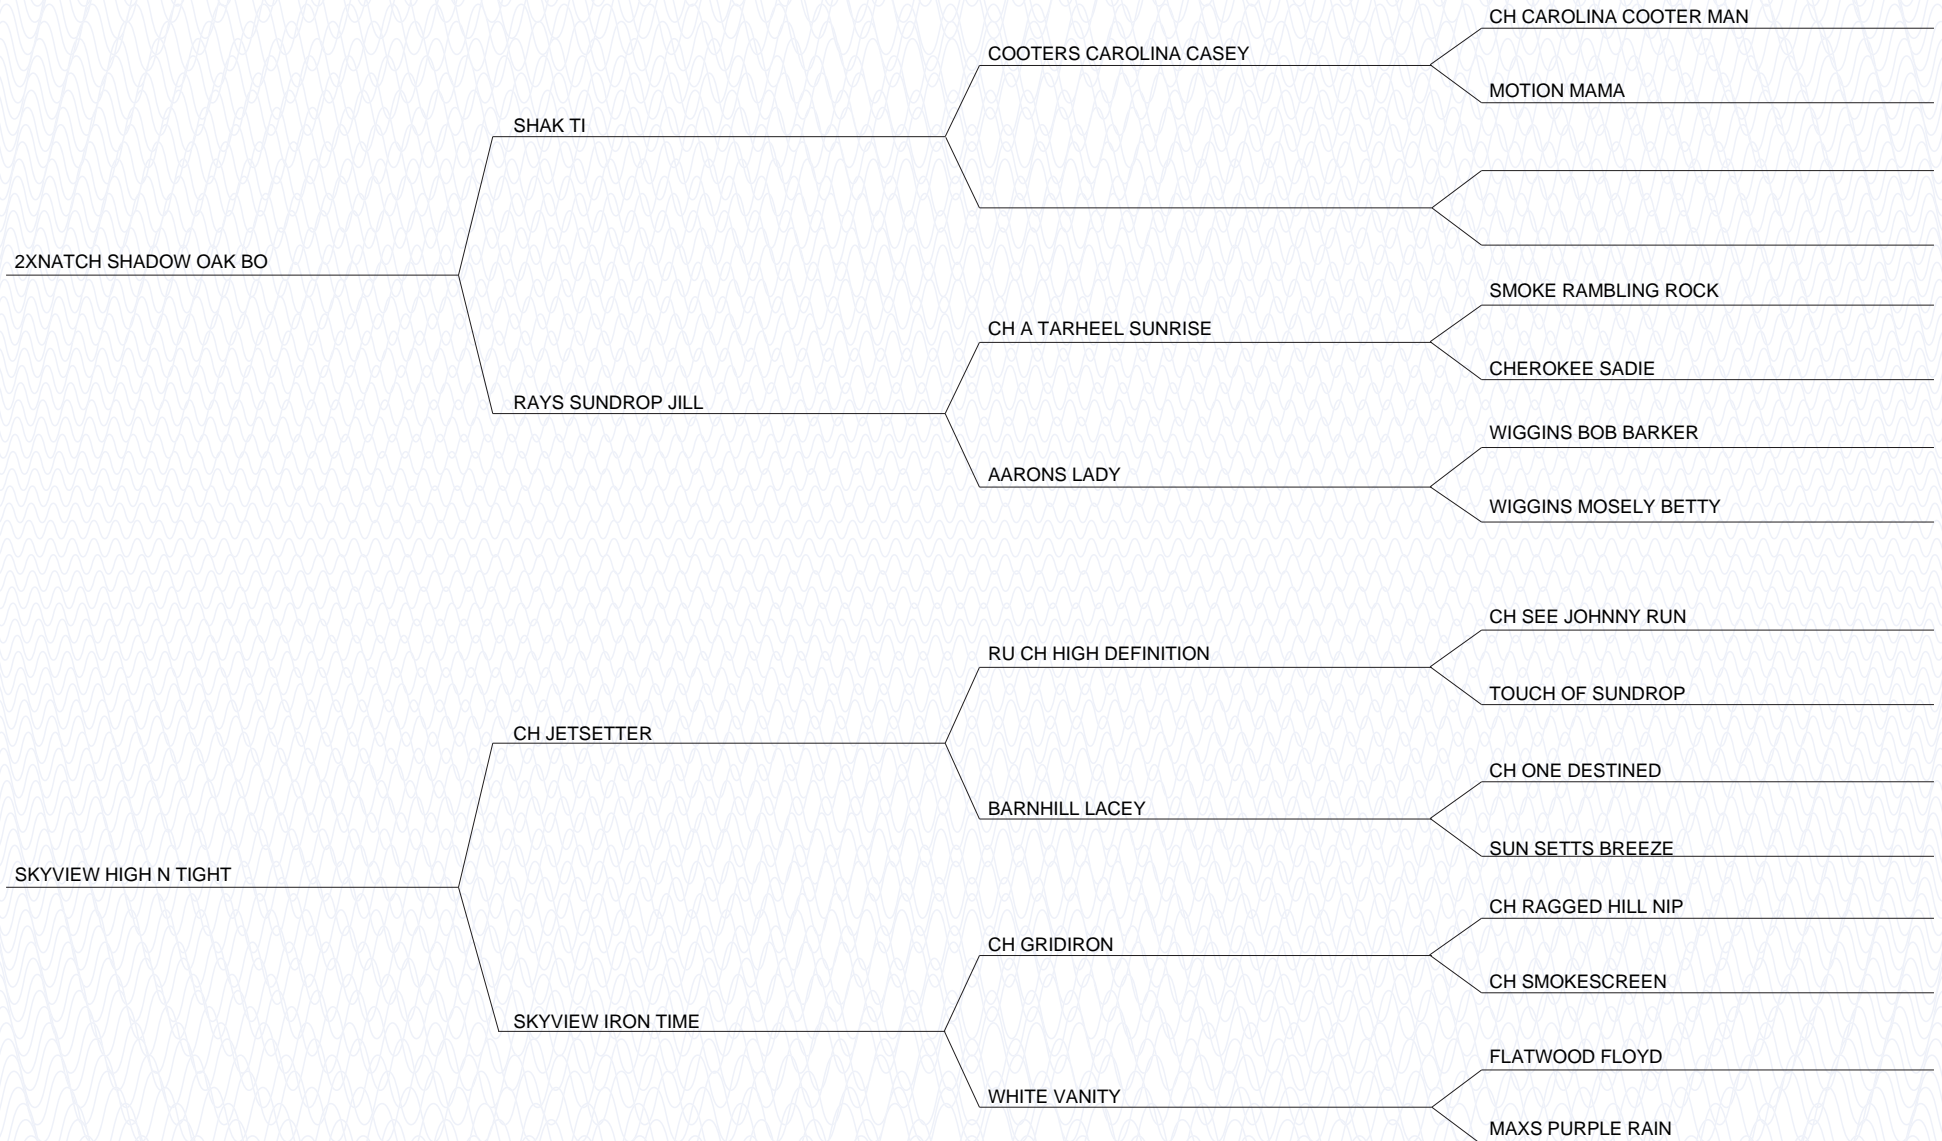 CH CAROLINA COOTER MAN
COOTERS CAROLINA CASEY
MOTION MAMA
SHAK TI
2XNATCH SHADOW OAK BO
SMOKE RAMBLING ROCK
CH A TARHEEL SUNRISE
CHEROKEE SADIE
RAYS SUNDROP JILL
WIGGINS BOB BARKER
AARONS LADY
WIGGINS MOSELY BETTY
CH SEE JOHNNY RUN
RU CH HIGH DEFINITION
TOUCH OF SUNDROP
CH JETSETTER
CH ONE DESTINED
BARNHILL LACEY
SUN SETTS BREEZE
SKYVIEW HIGH N TIGHT
CH RAGGED HILL NIP
CH GRIDIRON
CH SMOKESCREEN
SKYVIEW IRON TIME
FLATWOOD FLOYD
WHITE VANITY
MAXS PURPLE RAIN